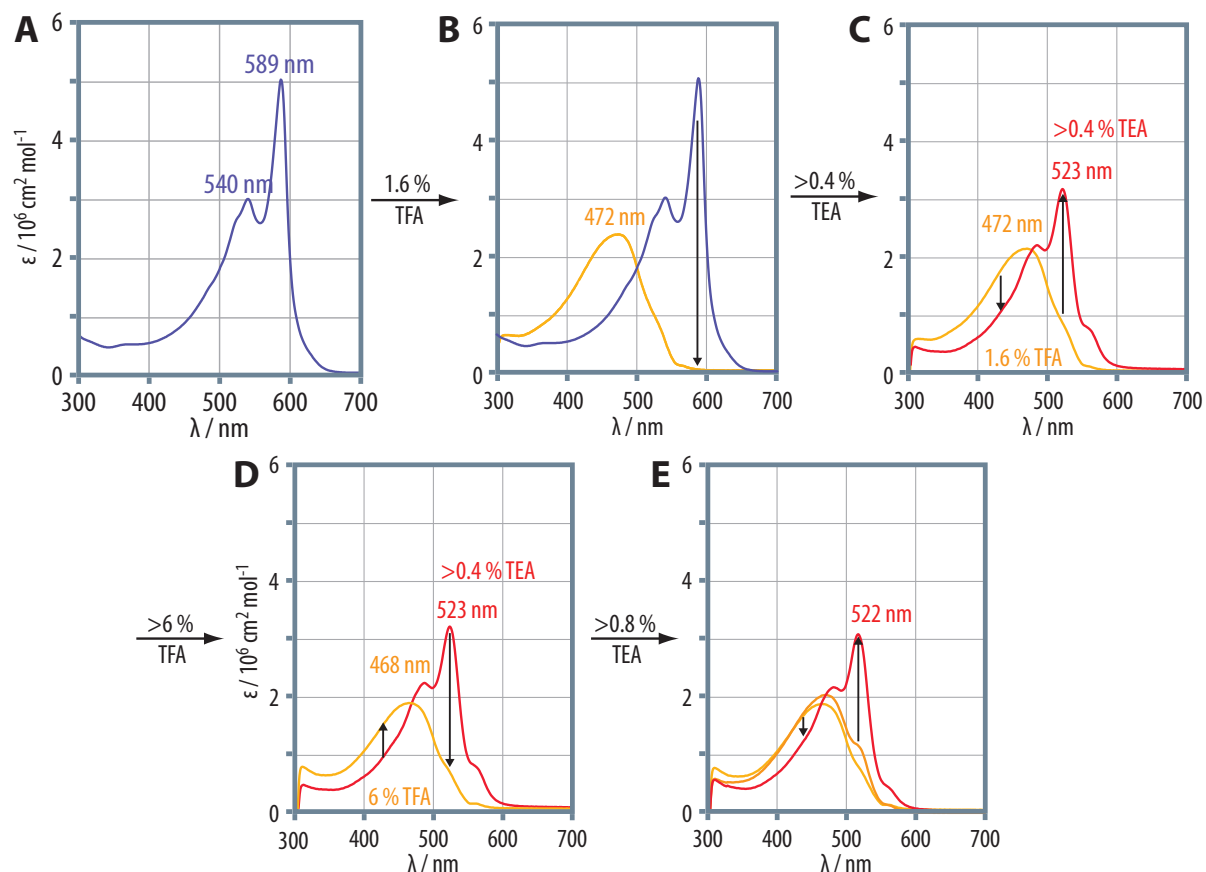 A
B
C
6
4
2
0
ε / 10⁶ cm² mol⁻¹
589 nm
540 nm
300 400 500 600 700
λ / nm
1.6 %
TFA
6
4
2
0
472 nm
300 400 500 600 700
λ / nm
>0.4 %
TEA
6
4
2
0
>0.4 % TEA
523 nm
472 nm
1.6 % TFA
300 400 500 600 700
λ / nm
D
E
>6 %
TFA
6
4
2
0
ε / 10⁶ cm² mol⁻¹
>0.4 % TEA
523 nm
468 nm
6 % TFA
300 400 500 600 700
λ / nm
>0.8 %
TEA
6
4
2
0
522 nm
300 400 500 600 700
λ / nm